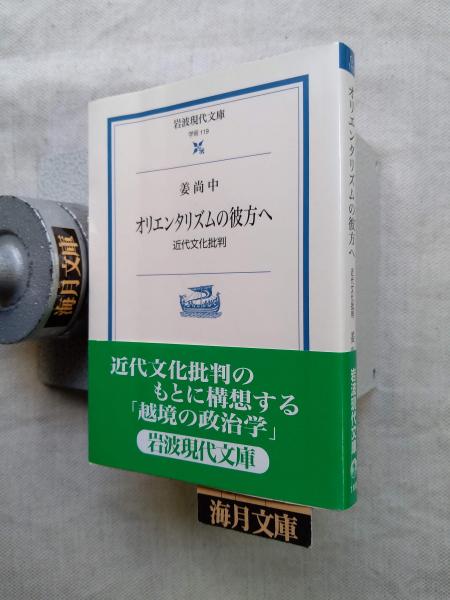 岩波現代文庫
学術 119
姜尚中
オリエンタリズムの彼方へ
近代文化批判
近代文化批判の
もとに構想する
「越境の政治学」
岩波現代文庫
オリエンタリズムの彼方へ
近代文化批判
姜
岩波現代文庫
海月文庫
海月文庫